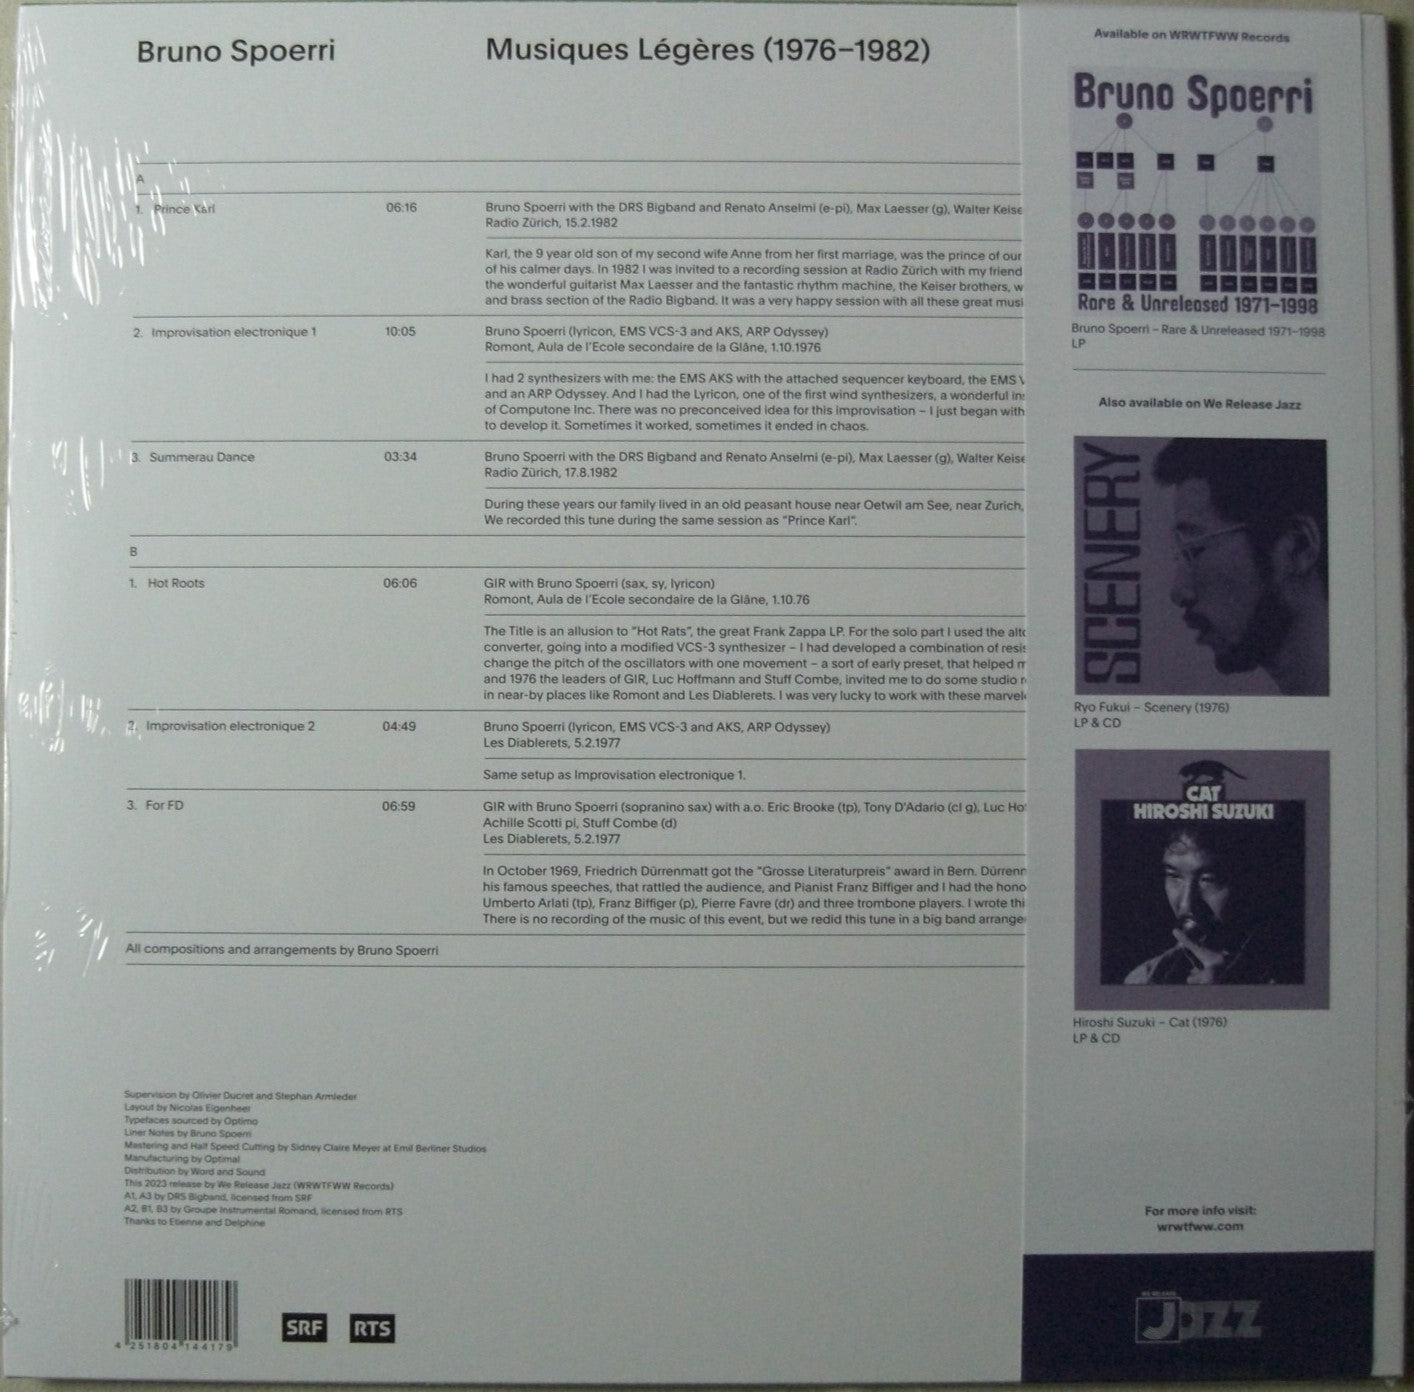 Bruno Spoerri
Musiques Légères (1976–1982)
A
1. Prince Karl 06:16 Bruno Spoerri with the DRS Bigband and Renato Anselmi (e-pi), Max Laesser (g), Walter Keise
Radio Zürich, 15.2.1982
Karl, the 9 year old son of my second wife Anne from her first marriage, was the prince of our
of his calmer days. In 1982 I was invited to a recording session at Radio Zürich with my friend
the wonderful guitarist Max Laesser and the fantastic rhythm machine, the Keiser brothers, w
and brass section of the Radio Bigband. It was a very happy session with all these great musi
2. Improvisation electronique 1 10:05 Bruno Spoerri (lyricon, EMS VCS-3 and AKS, ARP Odyssey)
Romont, Aula de l'Ecole secondaire de la Glâne, 1.10.1976
I had 2 synthesizers with me: the EMS AKS with the attached sequencer keyboard, the EMS
and an ARP Odyssey. And I had the Lyricon, one of the first wind synthesizers, a wonderful in
of Computone Inc. There was no preconceived idea for this improvisation – I just began with
to develop it. Sometimes it worked, sometimes it ended in chaos.
3. Summerau Dance 03:34 Bruno Spoerri with the DRS Bigband and Renato Anselmi (e-pi), Max Laesser (g), Walter Keise
Radio Zürich, 17.8.1982
During these years our family lived in an old peasant house near Oetwil am See, near Zurich,
We recorded this tune during the same session as "Prince Karl".
B
1. Hot Roots 06:06 GIR with Bruno Spoerri (sax, sy, lyricon)
Romont, Aula de l'Ecole secondaire de la Glâne, 1.10.76
The Title is an allusion to "Hot Rats", the great Frank Zappa LP. For the solo part I used the alt
converter, going into a modified VCS-3 synthesizer – I had developed a combination of resi
change the pitch of the oscillators with one movement – a sort of early preset, that helped
and 1976 the leaders of GIR, Luc Hoffmann and Stuff Combe, invited me to do some studio
in near-by places like Romont and Les Diablerets. I was very lucky to work with these marvel
2. Improvisation electronique 2 04:49 Bruno Spoerri (lyricon, EMS VCS-3 and AKS, ARP Odyssey)
Les Diablerets, 5.2.1977
Same setup as Improvisation electronique 1.
3. For FD 06:59 GIR with Bruno Spoerri (sopranino sax) with a.o. Eric Brooke (tp), Tony D'Adario (cl g), Luc Ho
Achille Scotti pi, Stuff Combe (d)
Les Diablerets, 5.2.1977
In October 1969, Friedrich Dürrenmatt got the "Grosse Literaturpreis" award in Bern. Dürren
his famous speeches, that rattled the audience, and Pianist Franz Biffiger and I had the hono
Umberto Arlati (tp), Franz Biffiger (p), Pierre Favre (dr) and three trombone players. I wrote thi
There is no recording of the music of this event, but we redid this tune in a big band arrange
All compositions and arrangements by Bruno Spoerri
Supervision by Olivier Ducret and Stephan Armleder
Layout by Nicolas Eigenheer
Typefaces sourced by Optimo
Liner Notes by Bruno Spoerri
Mastering and Half Speed Cutting by Sidney Claire Meyer at Emil Berliner Studios
Manufacturing by Optimal
Distribution by Word and Sound
This 2023 release by We Release Jazz (WRWTFWW Records)
A1, A3 by DRS Bigband, licensed from SRF
A2, B1, B3 by Groupe Instrumental Romand, licensed from RTS
Thanks to Etienne and Delphine
4 251804 144179
SRF RTS
Available on WRWTFWW Records
Bruno Spoerri
Rare & Unreleased 1971–1998
Bruno Spoerri – Rare & Unreleased 1971–1998
LP
Also available on We Release Jazz
SCENERY
Ryo Fukui – Scenery (1976)
LP & CD
CAT
HIROSHI SUZUKI
Hiroshi Suzuki – Cat (1976)
LP & CD
For more info visit:
wrwtfww.com
WE RELEASE
Jazz